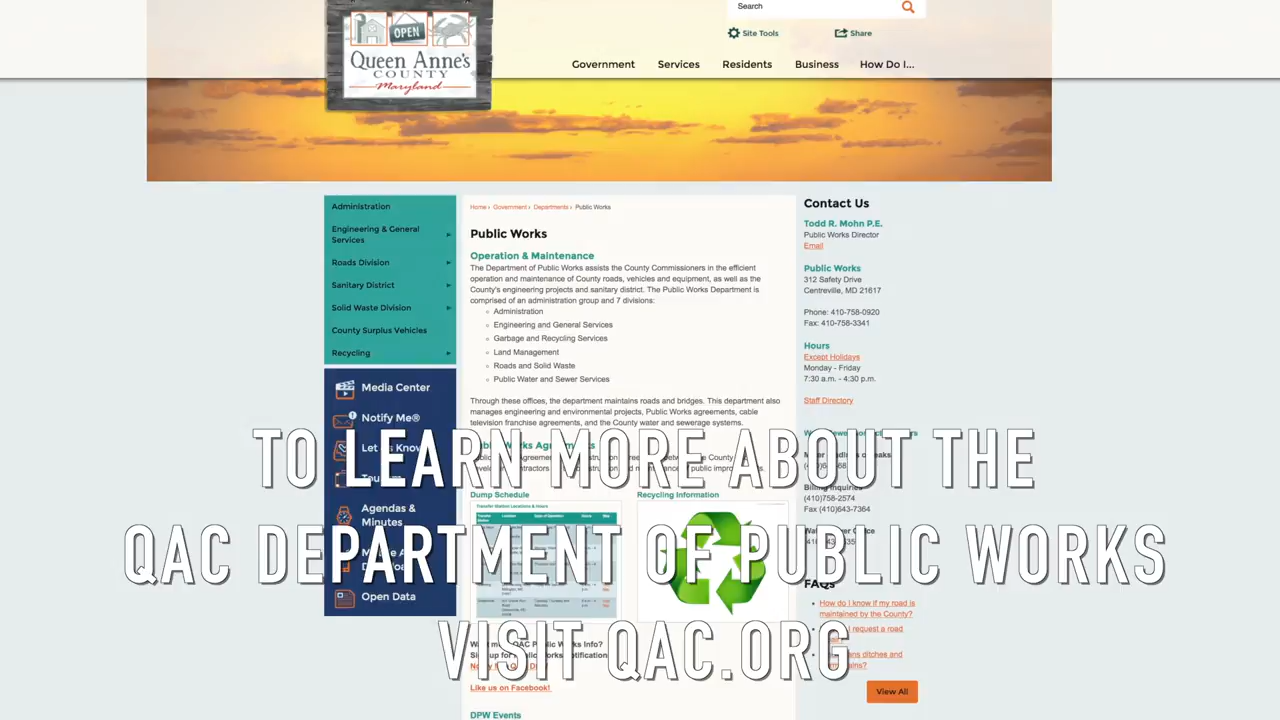 Search
Site Tools
Share
OPEN
Queen Anne's
COUNTY
Maryland
Government
Services
Residents
Business
How Do I...
Administration
Engineering & General
Services
Roads Division
Sanitary District
Solid Waste Division
County Surplus Vehicles
Recycling
Media Center
Notify Me®
Agendas &
Minutes
Open Data
Home › Government › Departments › Public Works
Public Works
Operation & Maintenance
The Department of Public Works assists the County Commissioners in the efficient
operation and maintenance of County roads, vehicles and equipment, as well as the
County's engineering projects and sanitary district. The Public Works Department is
comprised of an administration group and 7 divisions:
Administration
Engineering and General Services
Garbage and Recycling Services
Land Management
Roads and Solid Waste
Public Water and Sewer Services
Through these offices, the department maintains roads and bridges. This department also
manages engineering and environmental projects, Public Works agreements, cable
television franchise agreements, and the County water and sewerage systems.
Dump Schedule
Recycling Information
Transfer Station Locations & Hours
Like us on Facebook!
DPW Events
Contact Us
Todd R. Mohn P.E.
Public Works Director
Email
Public Works
312 Safety Drive
Centreville, MD 21617
Phone: 410-758-0920
Fax: 410-758-3341
Hours
Except Holidays
Monday - Friday
7:30 a.m. - 4:30 p.m.
Staff Directory
Billing Inquiries
(410)758-2574
Fax (410)643-7364
FAQs
How do I know if my road is
maintained by the County?
View All
TO LEARN MORE ABOUT THE
QAC DEPARTMENT OF PUBLIC WORKS
VISIT QAC.ORG